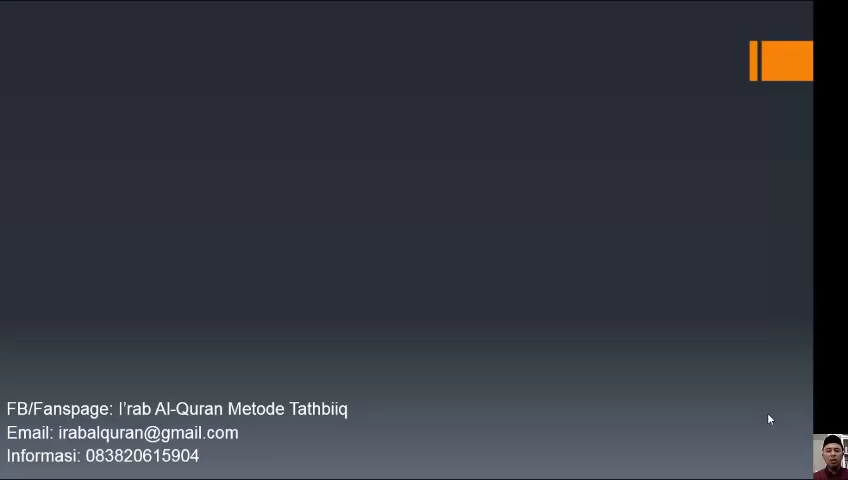 FB/Fanspage: I’rab Al-Quran Metode Tathbiiq
Email: irabalquran@gmail.com
Informasi: 083820615904